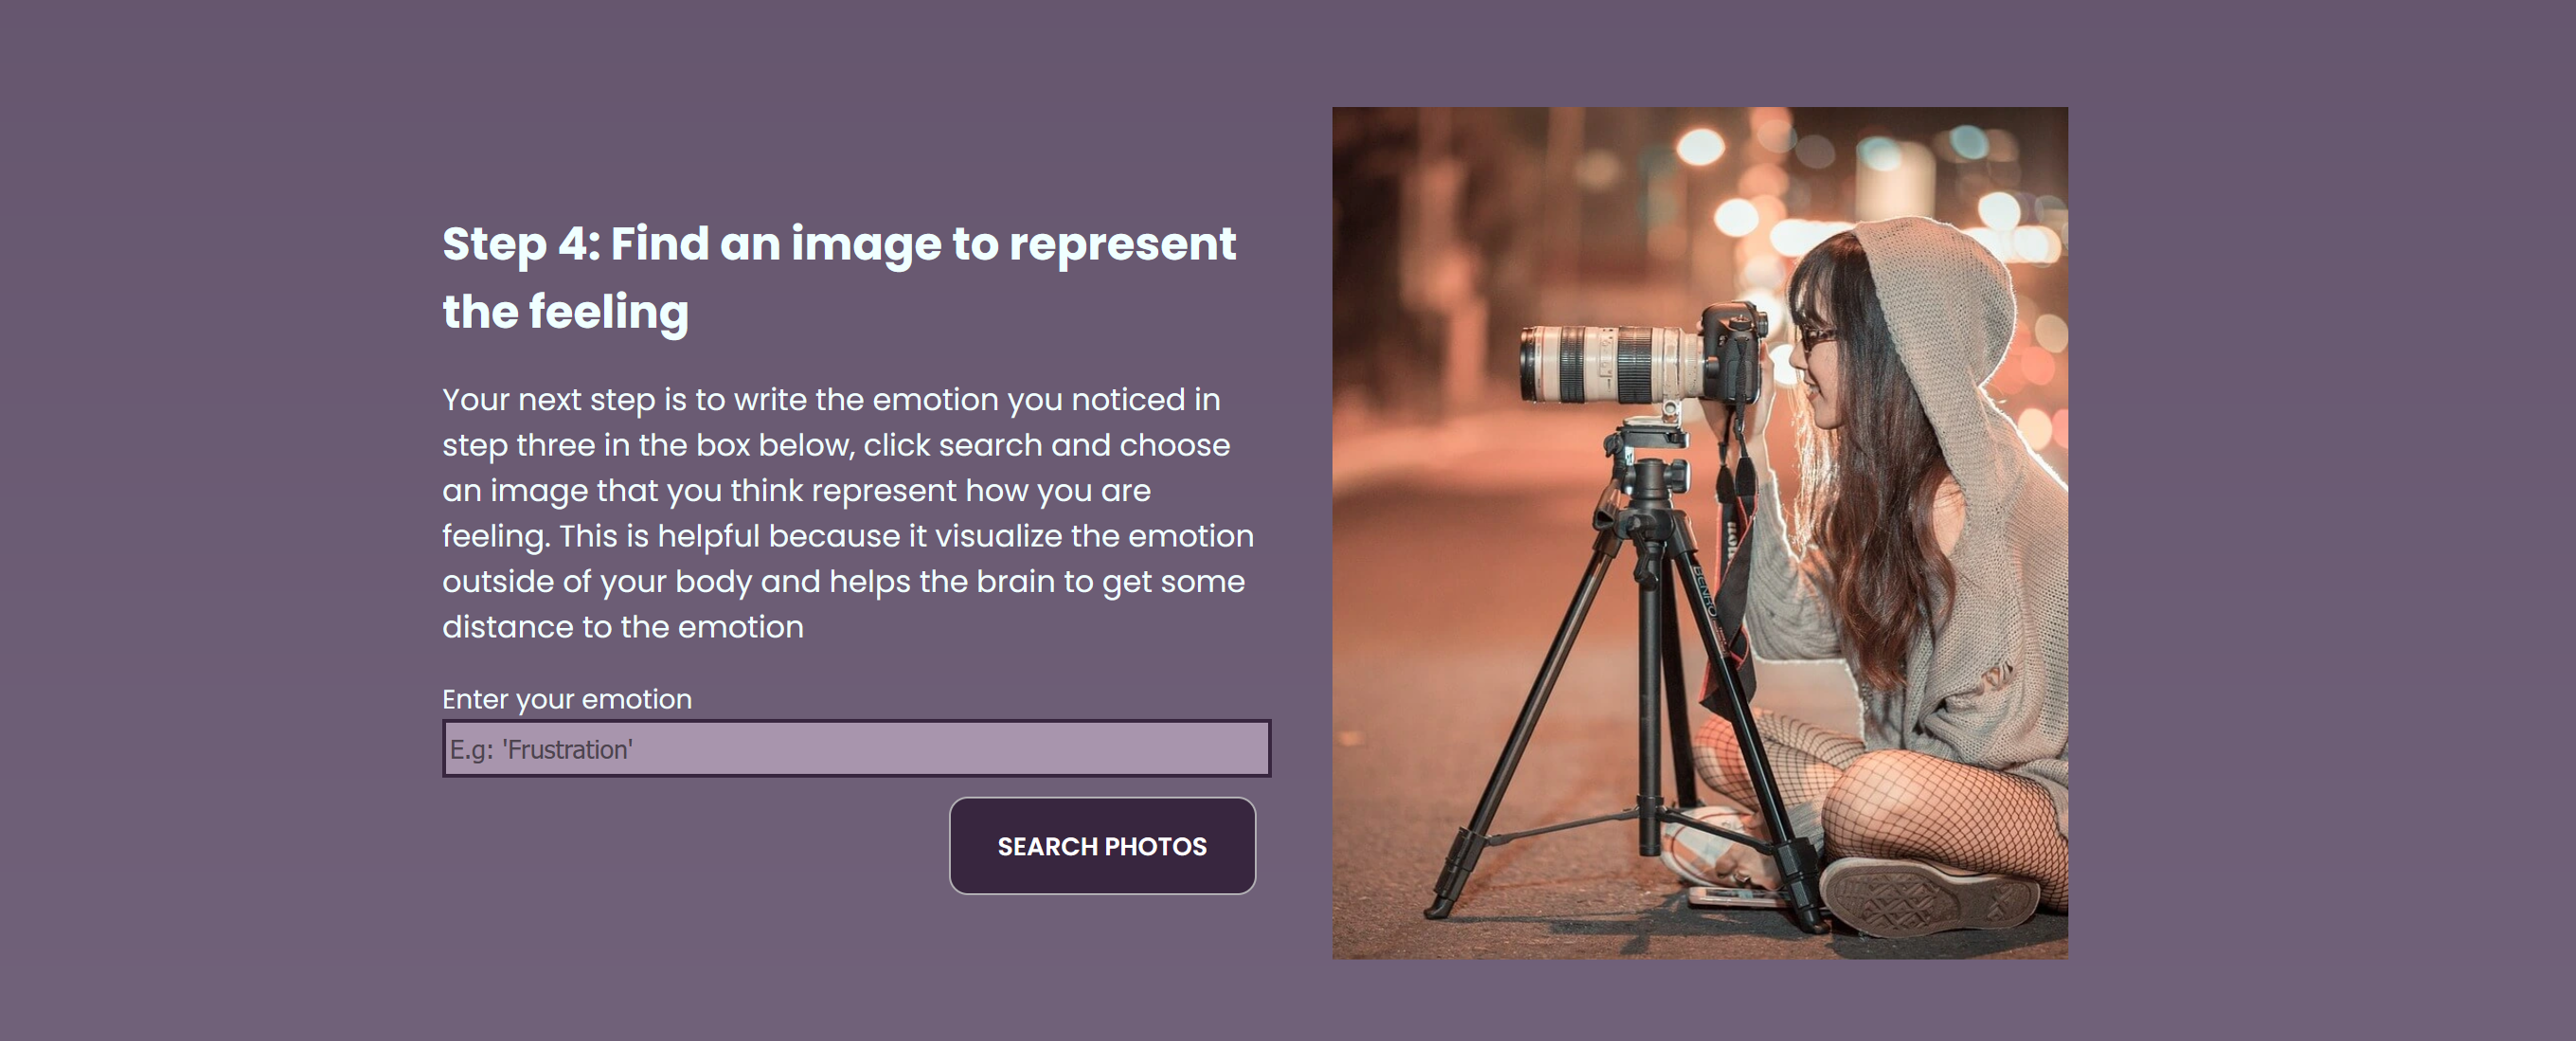 Step 4: Find an image to represent
the feeling
Your next step is to write the emotion you noticed in
step three in the box below, click search and choose
an image that you think represent how you are
feeling. This is helpful because it visualize the emotion
outside of your body and helps the brain to get some
distance to the emotion
Enter your emotion
E.g: 'Frustration'
SEARCH PHOTOS
BENRO